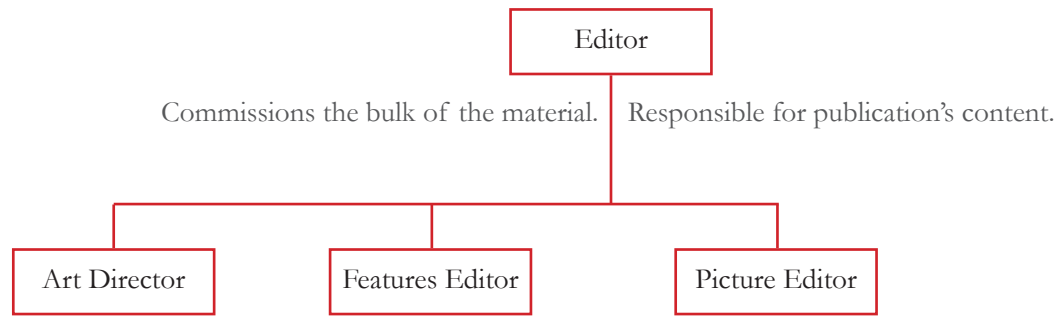 Editor
Commissions the bulk of the material. Responsible for publication's content.
Art Director
Features Editor
Picture Editor